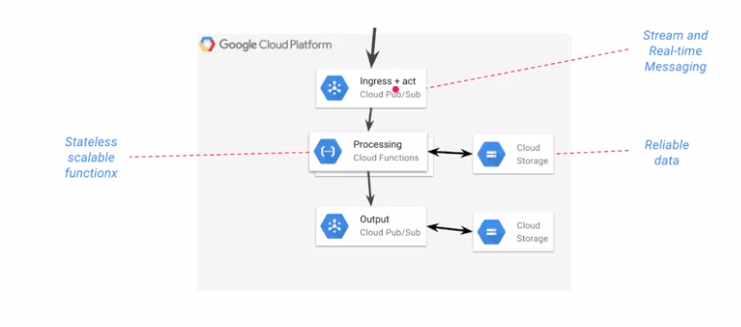 Google Cloud Platform
Stream and
Real-time
Messaging
Ingress + act
Cloud Pub/Sub
Stateless
scalable
functionx
Processing
Cloud Functions
Cloud
Storage
Reliable
data
Output
Cloud Pub/Sub
Cloud
Storage